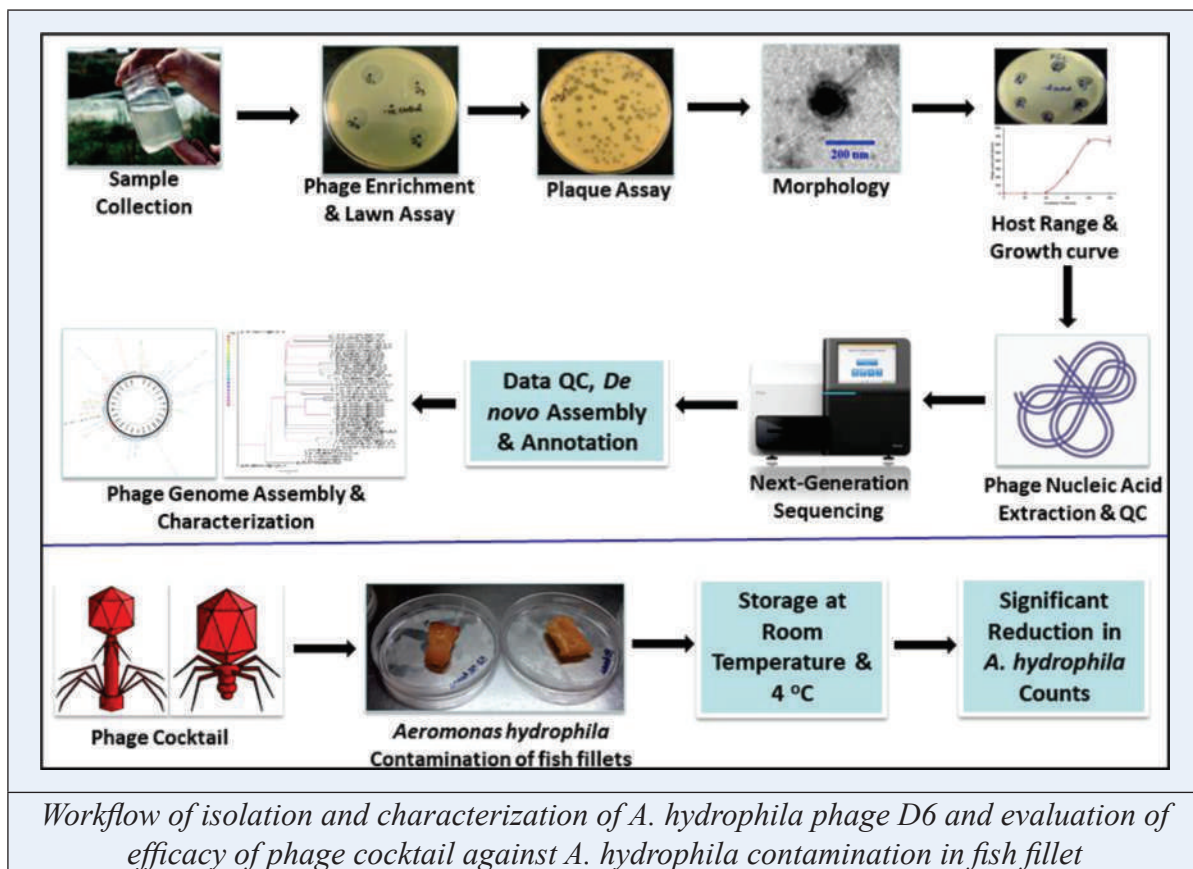 Sample
Collection
Phage Enrichment
& Lawn Assay
Plaque Assay
200 nm
Morphology
Host Range &
Growth curve
Phage Genome Assembly &
Characterization
Data QC, De
novo Assembly
& Annotation
Next-Generation
Sequencing
Phage Nucleic Acid
Extraction & QC
Phage Cocktail
Aeromonas hydrophila
Contamination of fish fillets
Storage at
Room
Temperature &
4 °C
Significant
Reduction in
A. hydrophila
Counts
Workflow of isolation and characterization of A. hydrophila phage D6 and evaluation of
efficacy of phage cocktail against A. hydrophila contamination in fish fillet